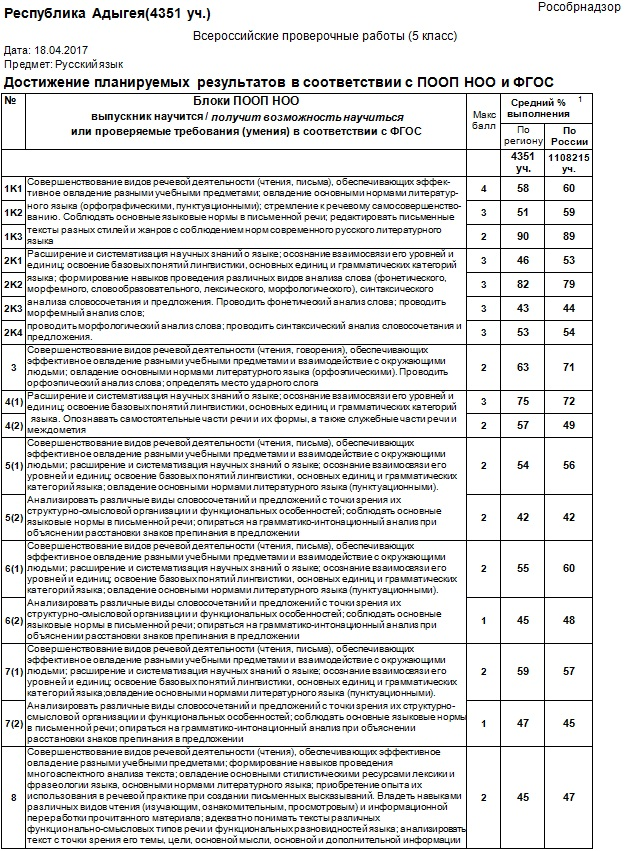 Республика Адыгея(4351 уч.)
Рособрнадзор
Всероссийские проверочные работы (5 класс)
Дата: 18.04.2017
Предмет: Русский язык
Достижение планируемых результатов в соответствии с ПООП НОО и ФГОС
№
Блоки ПООП НОО
выпускник научится / получит возможность научиться
или проверяемые требования (умения) в соответствии с ФГОС
Макс
балл
Средний % 1
выполнения
По
региону
По
России
4351
уч.
1108215
уч.
1К1
Совершенствование видов речевой деятельности (чтения, письма), обеспечивающих эффек-
тивное овладение разными учебными предметами; овладение основными нормами литератур-
4 58 60
1К2
ного языка (орфографическими, пунктуационными); стремление к речевому самосовершенство-
ванию. Соблюдать основные языковые нормы в письменной речи; редактировать письменные
3 51 59
1К3
тексты разных стилей и жанров с соблюдением норм современного русского литературного
языка
2 90 89
2К1
Расширение и систематизация научных знаний о языке; осознание взаимосвязи его уровней и
единиц; освоение базовых понятий лингвистики, основных единиц и грамматических категорий
3 46 53
2К2
языка; формирование навыков проведения различных видов анализа слова (фонетического,
морфемного, словообразовательного, лексического, морфологического), синтаксического
3 82 79
2К3
анализа словосочетания и предложения. Проводить фонетический анализ слова; проводить
морфемный анализ слов;
3 43 44
2К4
проводить морфологический анализ слова; проводить синтаксический анализ словосочетания и
предложения.
3 53 54
3
Совершенствование видов речевой деятельности (чтения, говорения), обеспечивающих
эффективное овладение разными учебными предметами и взаимодействие с окружающими
людьми; овладение основными нормами литературного языка (орфоэпическими). Проводить
орфоэпический анализ слова; определять место ударного слога
2 63 71
4(1)
Расширение и систематизация научных знаний о языке; осознание взаимосвязи его уровней и
единиц; освоение базовых понятий лингвистики, основных единиц и грамматических категорий
3 75 72
4(2)
языка. Опознавать самостоятельные части речи и их формы, а также служебные части речи и
междометия
2 57 49
5(1)
Совершенствование видов речевой деятельности (чтения, письма), обеспечивающих
эффективное овладение разными учебными предметами и взаимодействие с окружающими
людьми; расширение и систематизация научных знаний о языке; осознание взаимосвязи его
уровней и единиц; освоение базовых понятий лингвистики, основных единиц и грамматических
категорий языка; овладение основными нормами литературного языка (пунктуационными).
2 54 56
5(2)
Анализировать различные виды словосочетаний и предложений с точки зрения их
структурно-смысловой организации и функциональных особенностей; соблюдать основные
языковые нормы в письменной речи; опираться на грамматико-интонационный анализ при
объяснении расстановки знаков препинания в предложении
2 42 42
6(1)
Совершенствование видов речевой деятельности (чтения, письма), обеспечивающих
эффективное овладение разными учебными предметами и взаимодействие с окружающими
людьми; расширение и систематизация научных знаний о языке; осознание взаимосвязи его
уровней и единиц; освоение базовых понятий лингвистики, основных единиц и грамматических
категорий языка; овладение основными нормами литературного языка (пунктуационными).
2 55 60
6(2)
Анализировать различные виды словосочетаний и предложений с точки зрения их
структурно-смысловой организации и функциональных особенностей; соблюдать основные
языковые нормы в письменной речи; опираться на грамматико-интонационный анализ при
объяснении расстановки знаков препинания в предложении
1 45 48
7(1)
Совершенствование видов речевой деятельности (чтения, письма), обеспечивающих
эффективное овладение разными учебными предметами и взаимодействие с окружающими
людьми; расширение и систематизация научных знаний о языке; осознание взаимосвязи его
уровней и единиц; освоение базовых понятий лингвистики, основных единиц и грамматических
категорий языка;овладение основными нормами литературного языка (пунктуационными).
2 59 57
7(2)
Анализировать различные виды словосочетаний и предложений с точки зрения их структурно-
смысловой организации и функциональных особенностей; соблюдать основные языковые нормы
в письменной речи; опираться на грамматико-интонационный анализ при объяснении
расстановки знаков препинания в предложении
1 47 45
8
Совершенствование видов речевой деятельности (чтения), обеспечивающих эффективное
овладение разными учебными предметами; формирование навыков проведения
многоаспектного анализа текста; овладение основными стилистическими ресурсами лексики и
фразеологии языка, основными нормами литературного языка; приобретение опыта их
использования в речевой практике при создании письменных высказываний. Владеть навыками
различных видов чтения (изучающим, ознакомительным, просмотровым) и информационной
переработки прочитанного материала; адекватно понимать тексты различных
функционально-смысловых типов речи и функциональных разновидностей языка; анализировать
текст с точки зрения его темы, цели, основной мысли, основной и дополнительной информации
2 45 47